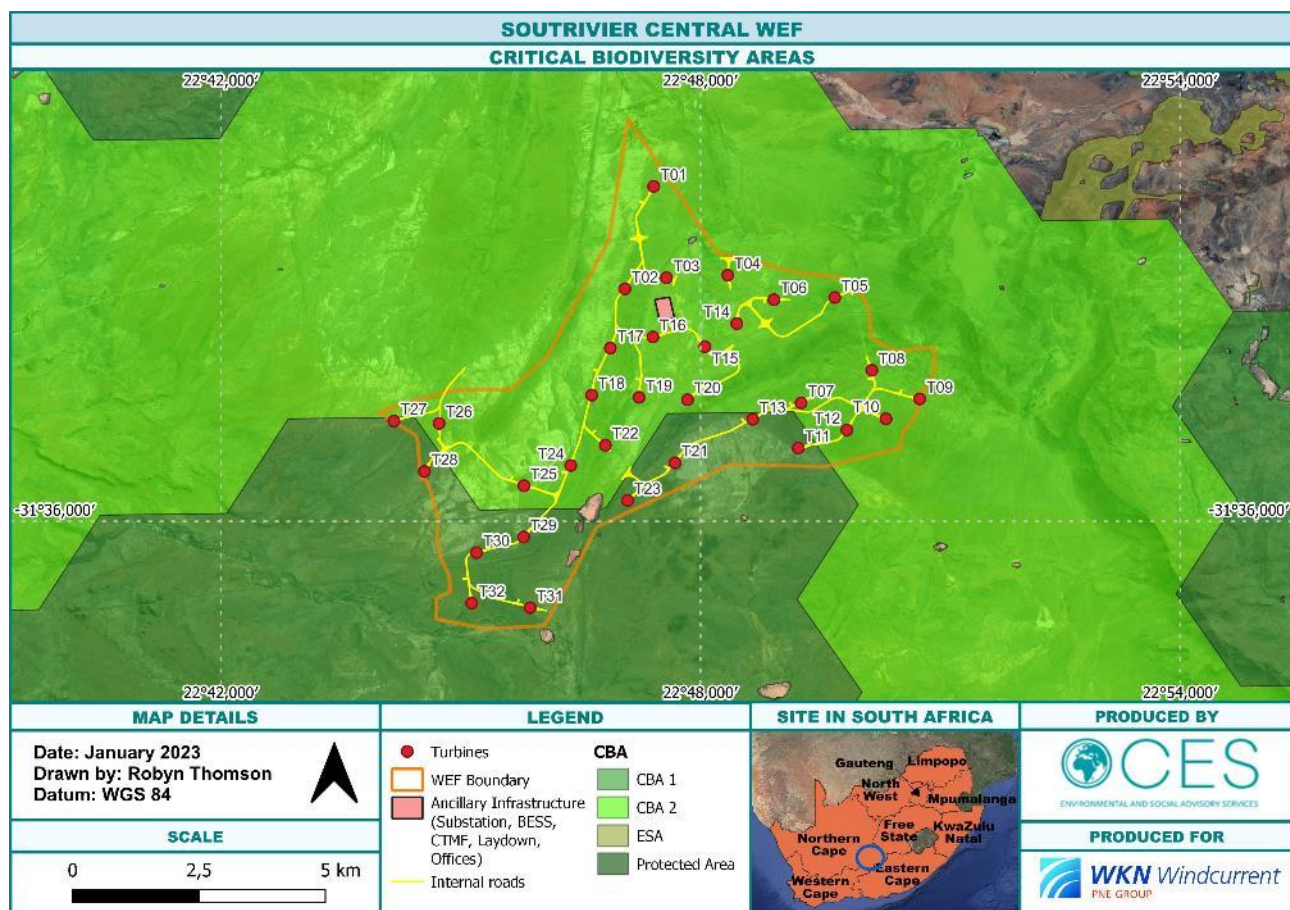 SOUTRIVIER CENTRAL WEF
CRITICAL BIODIVERSITY AREAS
22°42,000′ 22°48,000′ 22°54,000′
T01
T04
T03
T02
T06
T05
T14
T16
T17
T15
T08
T18
T19
T20
T07
T09
T27
T26
T13
T12
T10
T22
T11
T21
T24
T28
T25
T23
-31°36,000′ -31°36,000′
T29
T30
T32
T31
22°42,000′ 22°48,000′ 22°54,000′
MAP DETAILS
Date: January 2023
Drawn by: Robyn Thomson
Datum: WGS 84
SCALE
0 2,5 5 km
LEGEND
Turbines
WEF Boundary
Ancillary Infrastructure
(Substation, BESS,
CTMF, Laydown,
Offices)
Internal roads
CBA
CBA 1
CBA 2
ESA
Protected Area
SITE IN SOUTH AFRICA
Gauteng
Limpopo
North
West
Mpumalanga
Free
State
KwaZulu
Natal
Northern
Cape
Eastern
Cape
Western
Cape
PRODUCED BY
CES
ENVIRONMENTAL AND SOCIAL ADVISORY SERVICES
PRODUCED FOR
WKN Windcurrent
PNE GROUP